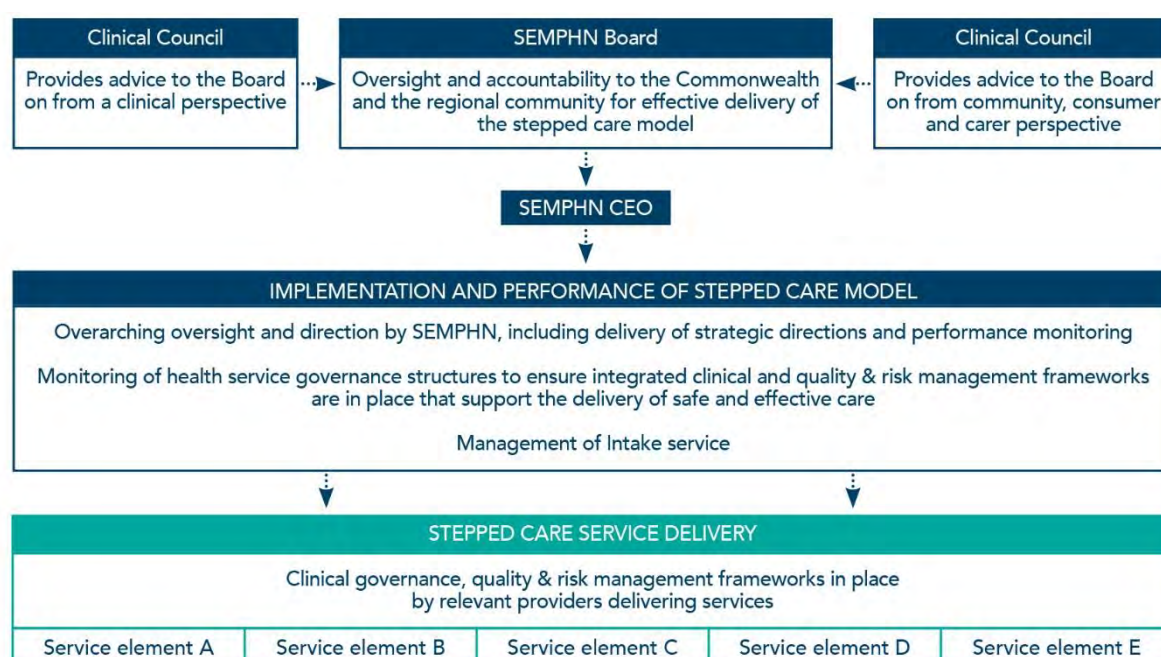 Clinical Council
Provides advice to the Board
on from a clinical perspective
SEMPHN Board
Oversight and accountability to the Commonwealth
and the regional community for effective delivery of
the stepped care model
Clinical Council
Provides advice to the Board
on from community, consumer
and carer perspective
SEMPHN CEO
IMPLEMENTATION AND PERFORMANCE OF STEPPED CARE MODEL
Overarching oversight and direction by SEMPHN, including delivery of strategic directions and performance monitoring
Monitoring of health service governance structures to ensure integrated clinical and quality & risk management frameworks
are in place that support the delivery of safe and effective care
Management of Intake service
STEPPED CARE SERVICE DELIVERY
Clinical governance, quality & risk management frameworks in place
by relevant providers delivering services
Service element A
Service element B
Service element C
Service element D
Service element E